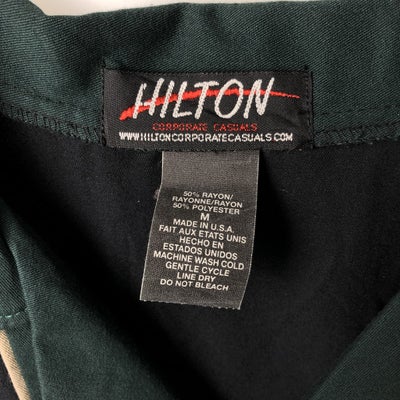 HILTON
CORPORATE CASUALS
WWW.HILTONCORPORATECASUALS.COM
50% RAYON/
RAYONNE/RAYON
50% POLYESTER
M
MADE IN U.S.A.
FAIT AUX ETATS UNIS
HECHO EN
ESTADOS UNIDOS
MACHINE WASH COLD
GENTLE CYCLE
LINE DRY
DO NOT BLEACH